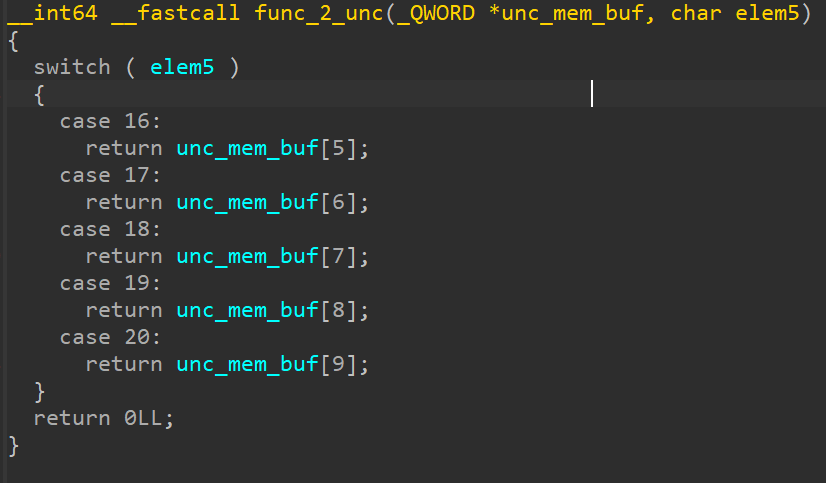 __int64 __fastcall func_2_unc(_QWORD *unc_mem_buf, char elem5)
{
  switch ( elem5 )
  {
    case 16:
      return unc_mem_buf[5];
    case 17:
      return unc_mem_buf[6];
    case 18:
      return unc_mem_buf[7];
    case 19:
      return unc_mem_buf[8];
    case 20:
      return unc_mem_buf[9];
  }
  return 0LL;
}